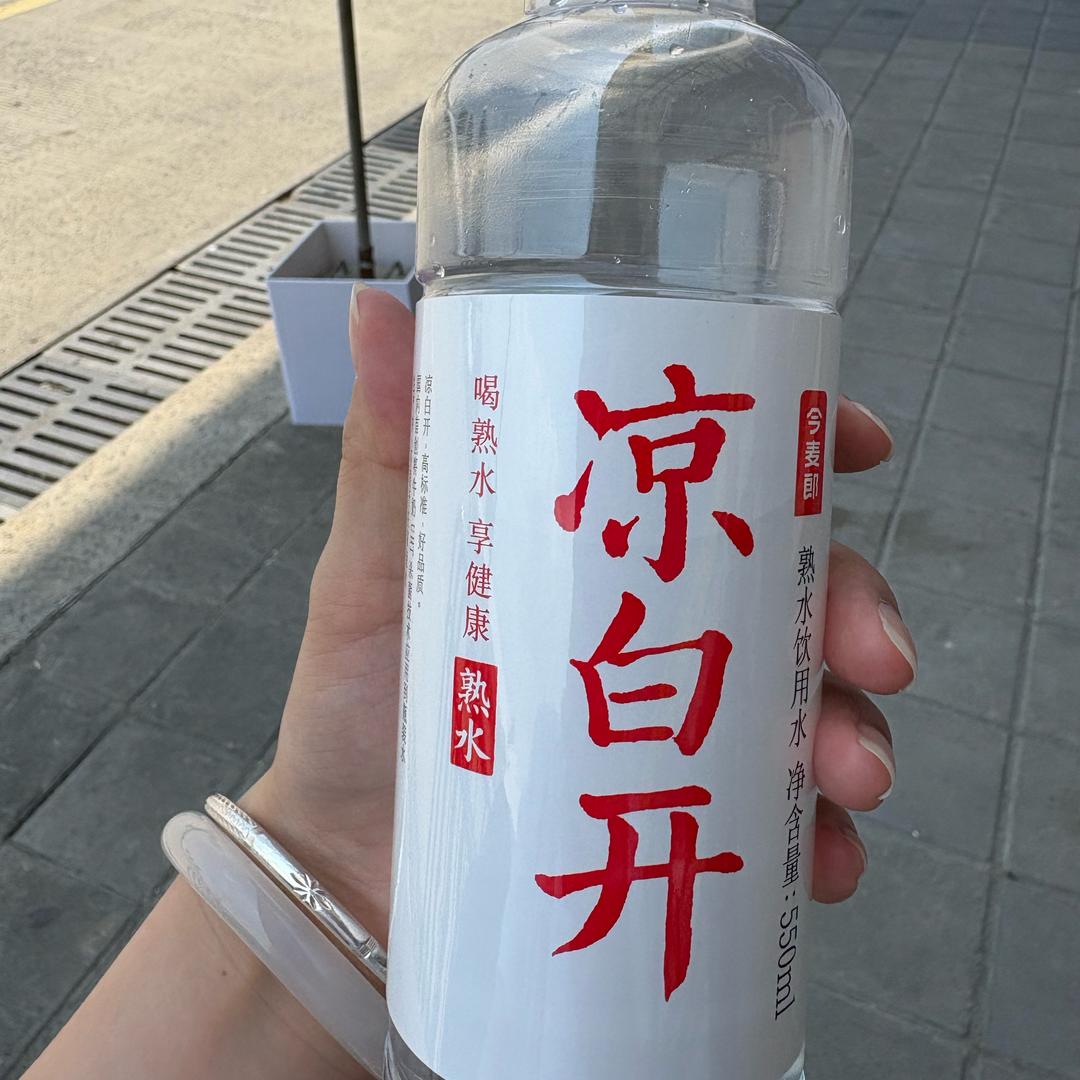 今麦郎
熟水饮用水 净含量：550ml
凉白开
喝熟水 享健康
熟水
凉白开，高标准，好品质。